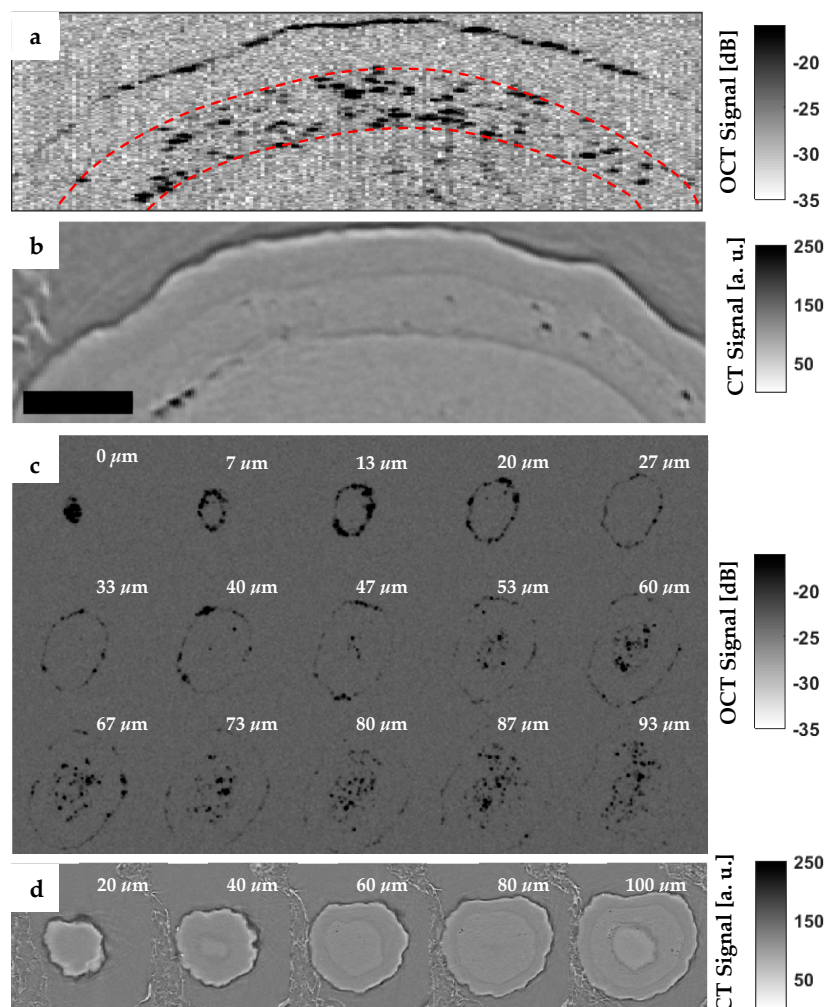 a
OCT Signal [dB]
-20
-25
-30
-35
b
CT Signal [a. u.]
250
150
50
c
0 µm
7 µm
13 µm
20 µm
27 µm
33 µm
40 µm
47 µm
53 µm
60 µm
67 µm
73 µm
80 µm
87 µm
93 µm
OCT Signal [dB]
-20
-25
-30
-35
d
20 µm
40 µm
60 µm
80 µm
100 µm
CT Signal [a. u.]
250
150
50